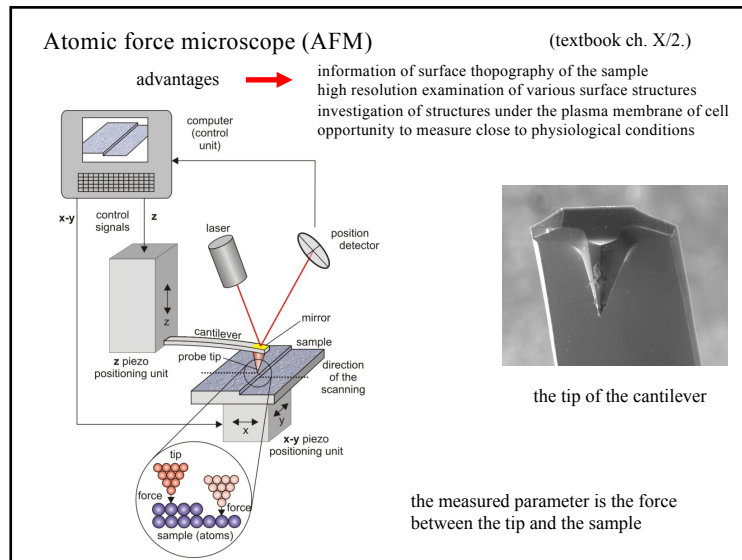 Atomic force microscope (AFM)
(textbook ch. X/2.)
advantages
information of surface thopography of the sample
high resolution examination of various surface structures
investigation of structures under the plasma membrane of cell
opportunity to measure close to physiological conditions
computer
(control
unit)
x-y
control
signals
z
laser
position
detector
z
cantilever
mirror
z piezo
positioning unit
probe tip
sample
direction
of the
scanning
x
y
x-y piezo
positioning unit
tip
force
force
sample (atoms)
the tip of the cantilever
the measured parameter is the force
between the tip and the sample